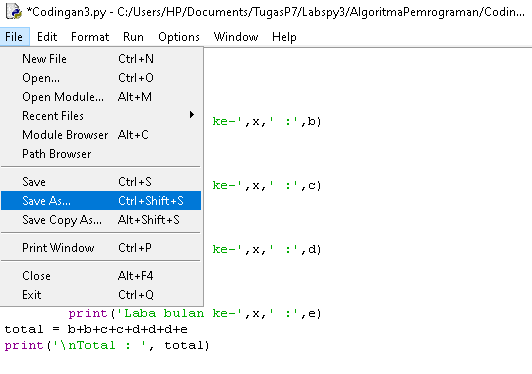 *Codingan3.py - C:/Users/HP/Documents/TugasP7/Labspy3/AlgoritmaPemrograman/Codin...
File Edit Format Run Options Window Help
New File Ctrl+N
Open... Ctrl+O
Open Module... Alt+M
Recent Files
Module Browser Alt+C
Path Browser
Save Ctrl+S
Save As... Ctrl+Shift+S
Save Copy As... Alt+Shift+S
Print Window Ctrl+P
Close Alt+F4
Exit Ctrl+Q
ke-',x,' :',b)
ke-',x,' :',c)
ke-',x,' :',d)
print('Laba bulan ke-',x,' :',e)
total = b+b+c+c+d+d+d+e
print('\nTotal : ', total)